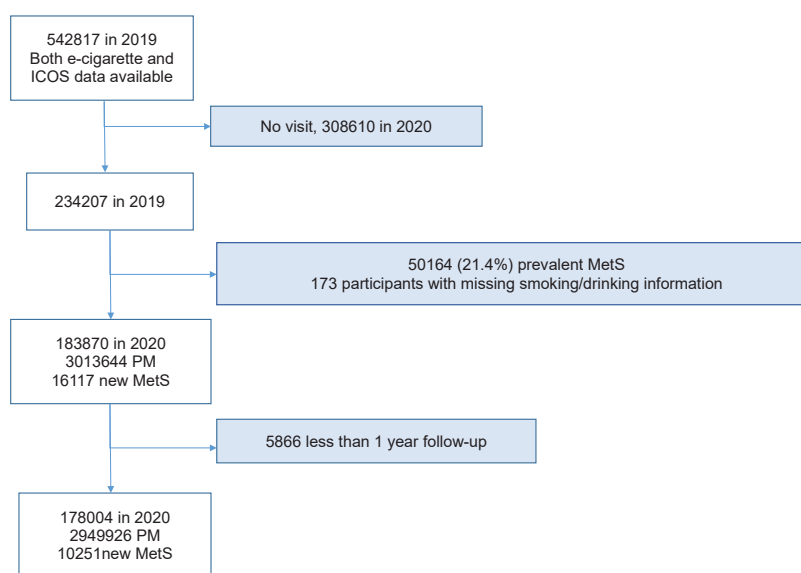 542817 in 2019
Both e-cigarette and
ICOS data available
No visit, 308610 in 2020
234207 in 2019
50164 (21.4%) prevalent MetS
173 participants with missing smoking/drinking information
183870 in 2020
3013644 PM
16117 new MetS
5866 less than 1 year follow-up
178004 in 2020
2949926 PM
10251new MetS